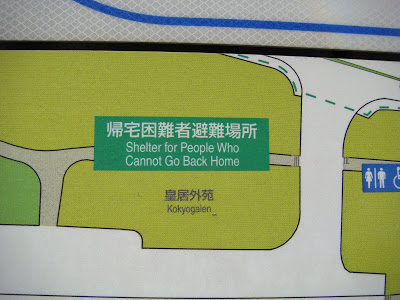 帰宅困難者避難場所
Shelter for People Who
Cannot Go Back Home
皇居外苑
Kokyogaien